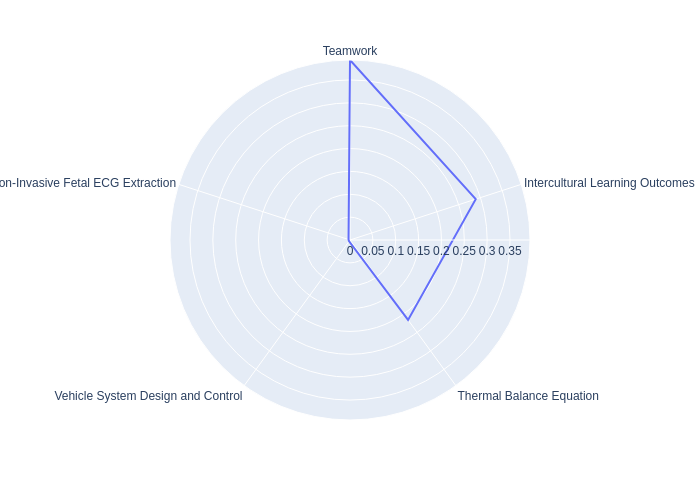 Teamwork
on-Invasive Fetal ECG Extraction
Intercultural Learning Outcomes
0 0.05 0.1 0.15 0.2 0.25 0.3 0.35
Vehicle System Design and Control
Thermal Balance Equation